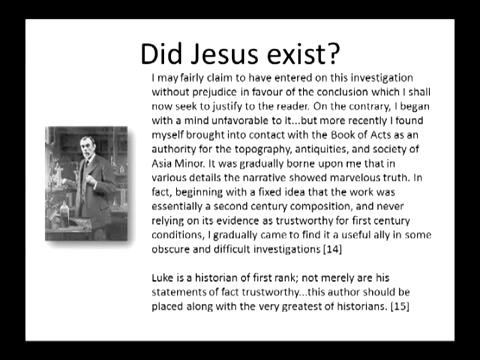 Did Jesus exist?
I may fairly claim to have entered on this investigation
without prejudice in favour of the conclusion which I shall
now seek to justify to the reader. On the contrary, I began
with a mind unfavorable to it...but more recently I found
myself brought into contact with the Book of Acts as an
authority for the topography, antiquities, and society of
Asia Minor. It was gradually borne upon me that in
various details the narrative showed marvelous truth. In
fact, beginning with a fixed idea that the work was
essentially a second century composition, and never
relying on its evidence as trustworthy for first century
conditions, I gradually came to find it a useful ally in some
obscure and difficult investigations [14]
Luke is a historian of first rank; not merely are his
statements of fact trustworthy...this author should be
placed along with the very greatest of historians. [15]